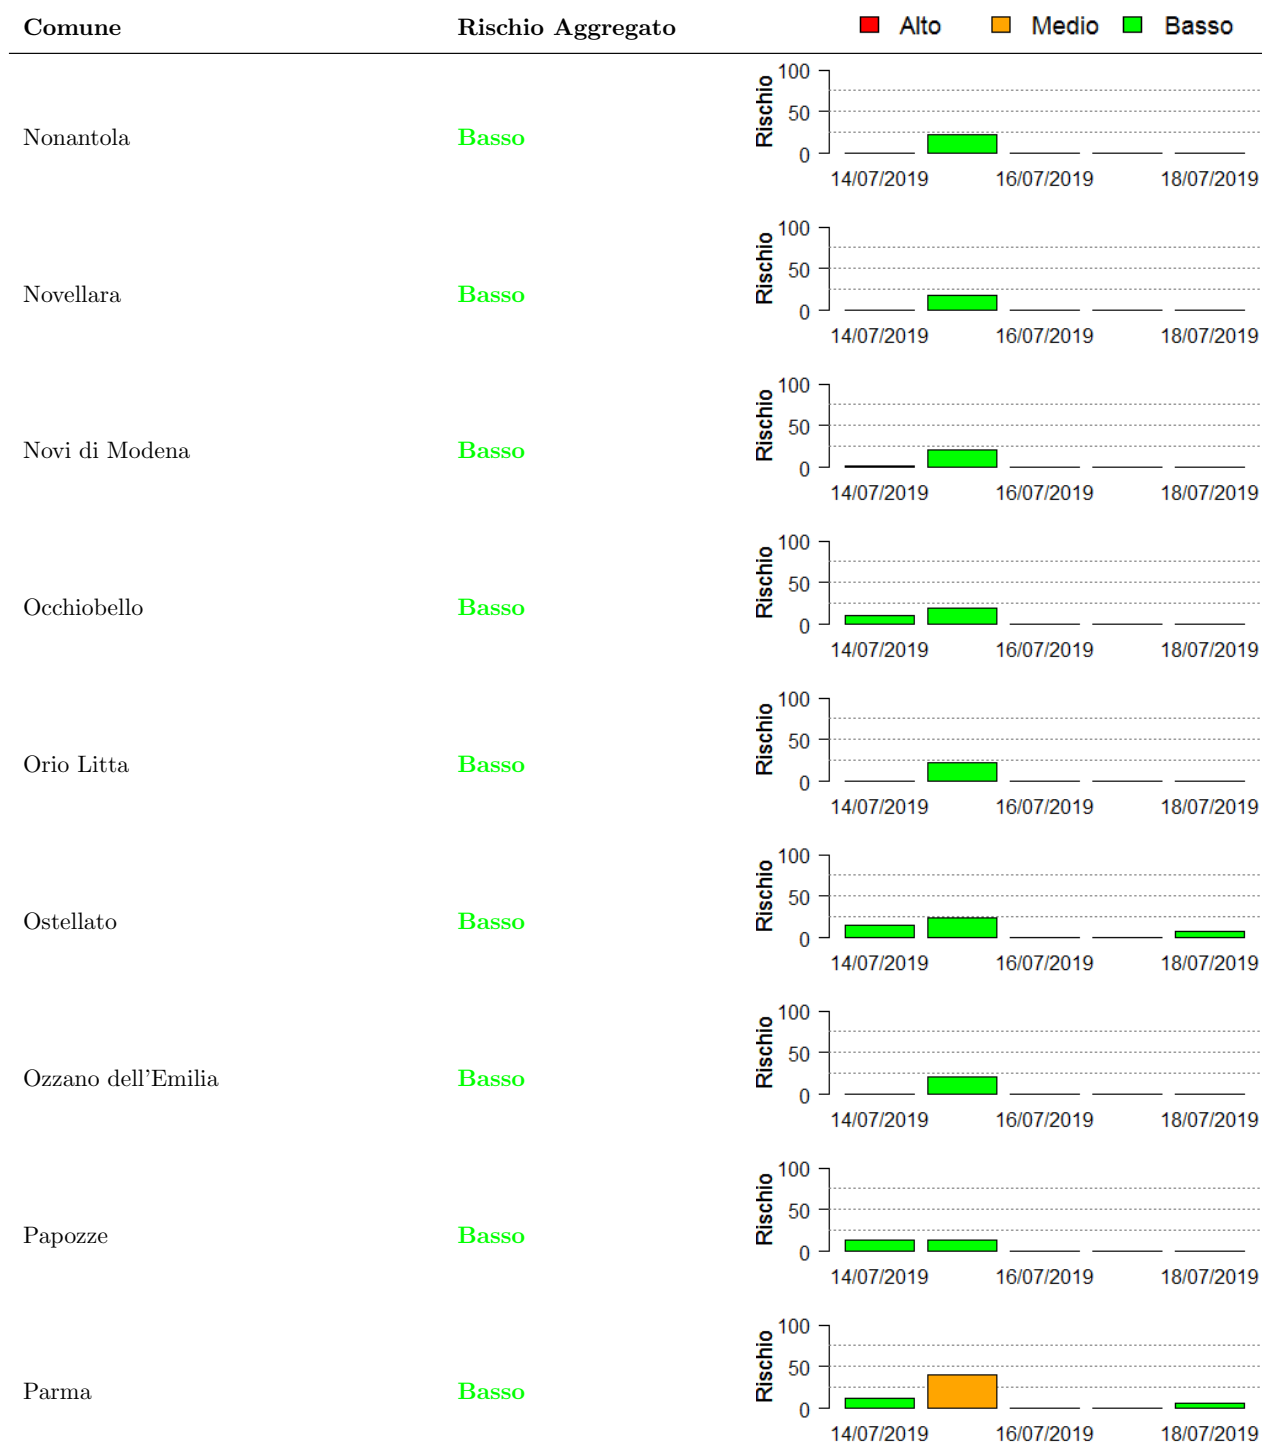 Comune Rischio Aggregato Alto Medio Basso
Nonantola Basso Rischio 100 50 0
14/07/2019 16/07/2019 18/07/2019
Novellara Basso Rischio 100 50 0
14/07/2019 16/07/2019 18/07/2019
Novi di Modena Basso Rischio 100 50 0
14/07/2019 16/07/2019 18/07/2019
Occhiobello Basso Rischio 100 50 0
14/07/2019 16/07/2019 18/07/2019
Orio Litta Basso Rischio 100 50 0
14/07/2019 16/07/2019 18/07/2019
Ostellato Basso Rischio 100 50 0
14/07/2019 16/07/2019 18/07/2019
Ozzano dell'Emilia Basso Rischio 100 50 0
14/07/2019 16/07/2019 18/07/2019
Papozze Basso Rischio 100 50 0
14/07/2019 16/07/2019 18/07/2019
Parma Basso Rischio 100 50 0
14/07/2019 16/07/2019 18/07/2019